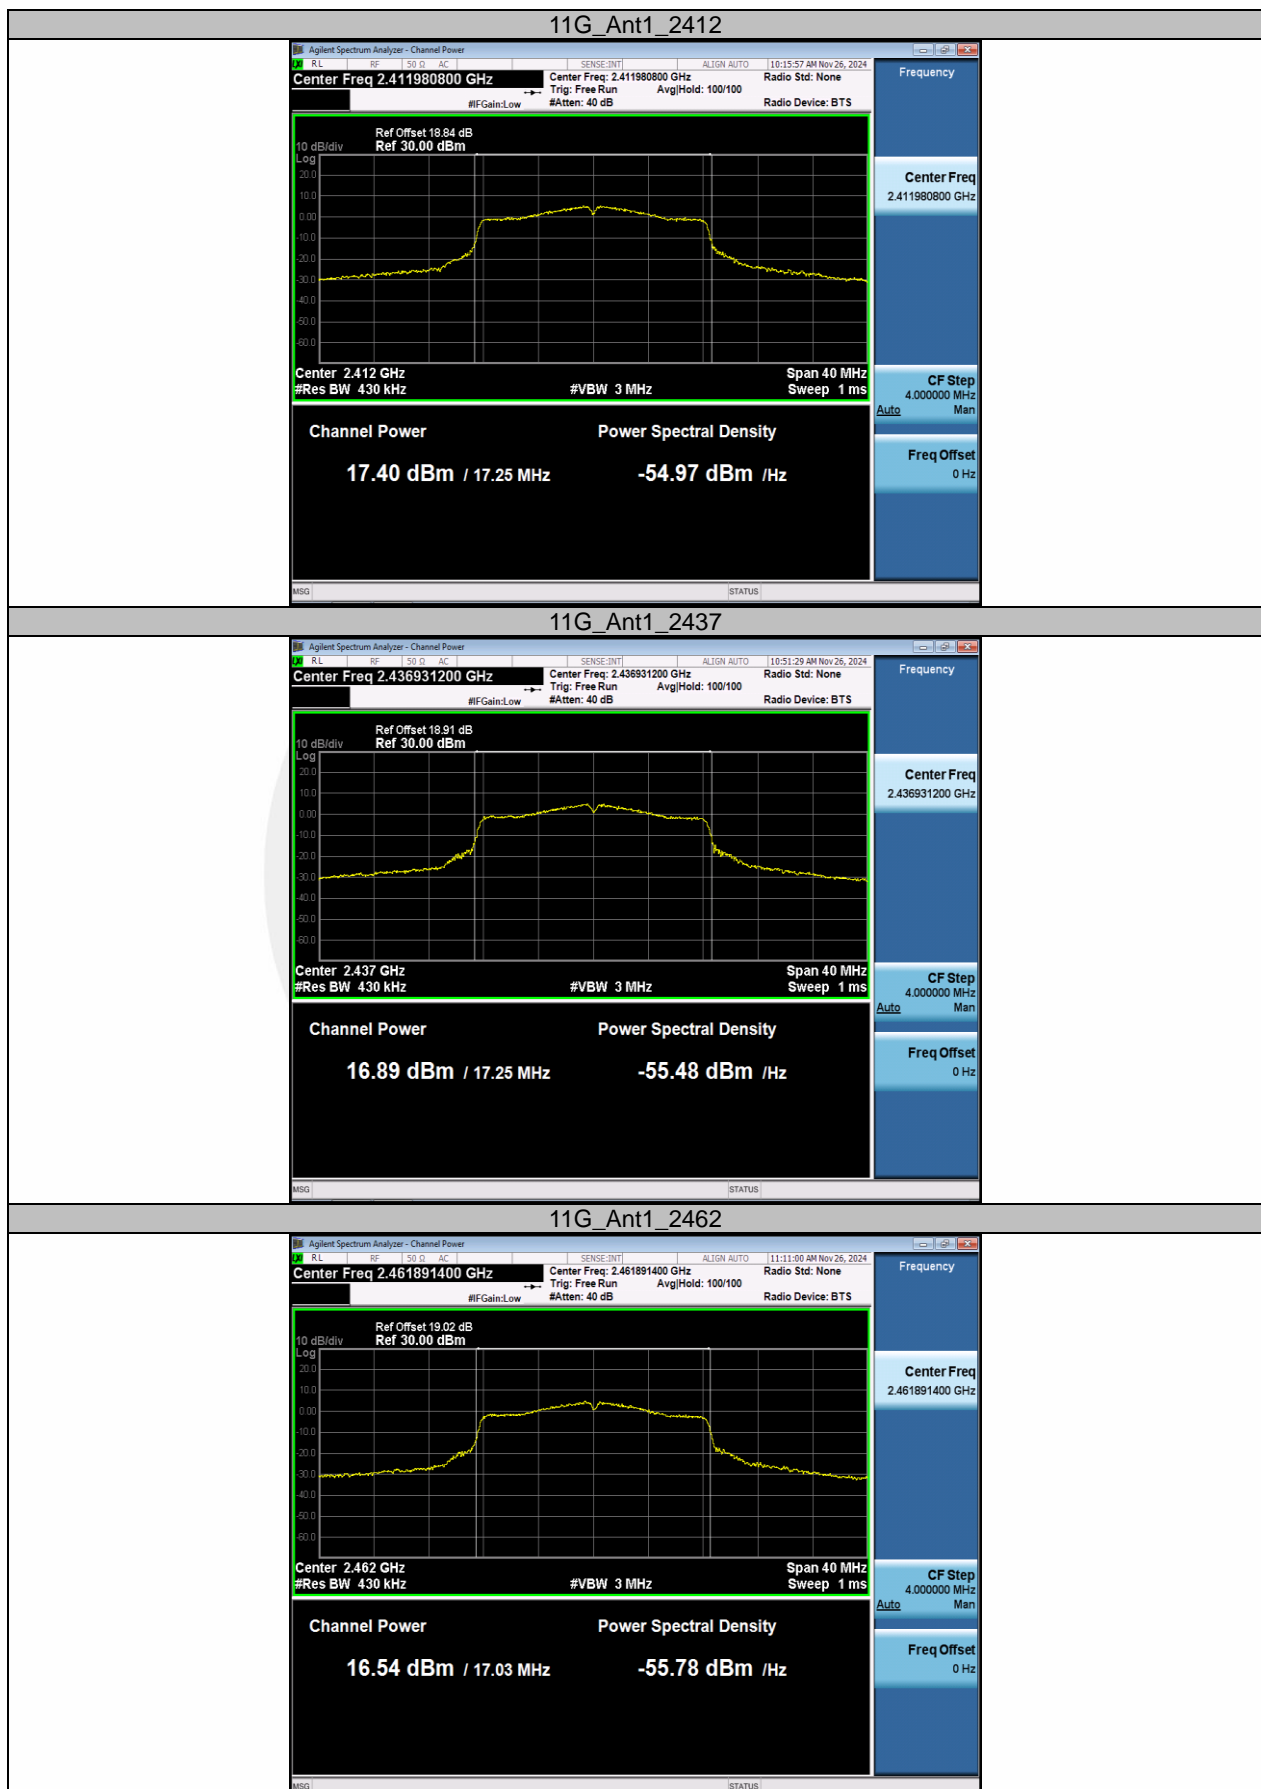 11G_Ant1_2412
Agilent Spectrum Analyzer - Channel Power
RL RF 50 Ω AC SENSE:INT ALIGN AUTO 10:15:57 AM Nov 26, 2024
Center Freq 2.411980800 GHz
Center Freq: 2.411980800 GHz Radio Std: None
Trig: Free Run Avg|Hold: 100/100
#IFGain:Low #Atten: 40 dB Radio Device: BTS
Frequency
Ref Offset 18.84 dB
10 dB/div Ref 30.00 dBm
Log
20.0
10.0
0.00
-10.0
-20.0
-30.0
-40.0
-50.0
-60.0
Center 2.412 GHz Span 40 MHz
#Res BW 430 kHz #VBW 3 MHz Sweep 1 ms
Channel Power Power Spectral Density
17.40 dBm / 17.25 MHz -54.97 dBm /Hz
Center Freq
2.411980800 GHz
CF Step
4.000000 MHz
Auto Man
Freq Offset
0 Hz
MSG STATUS
11G_Ant1_2437
Agilent Spectrum Analyzer - Channel Power
RL RF 50 Ω AC SENSE:INT ALIGN AUTO 10:51:29 AM Nov 26, 2024
Center Freq 2.436931200 GHz
Center Freq: 2.436931200 GHz Radio Std: None
Trig: Free Run Avg|Hold: 100/100
#IFGain:Low #Atten: 40 dB Radio Device: BTS
Frequency
Ref Offset 18.91 dB
10 dB/div Ref 30.00 dBm
Log
20.0
10.0
0.00
-10.0
-20.0
-30.0
-40.0
-50.0
-60.0
Center 2.437 GHz Span 40 MHz
#Res BW 430 kHz #VBW 3 MHz Sweep 1 ms
Channel Power Power Spectral Density
16.89 dBm / 17.25 MHz -55.48 dBm /Hz
Center Freq
2.436931200 GHz
CF Step
4.000000 MHz
Auto Man
Freq Offset
0 Hz
MSG STATUS
11G_Ant1_2462
Agilent Spectrum Analyzer - Channel Power
RL RF 50 Ω AC SENSE:INT ALIGN AUTO 11:11:00 AM Nov 26, 2024
Center Freq 2.461891400 GHz
Center Freq: 2.461891400 GHz Radio Std: None
Trig: Free Run Avg|Hold: 100/100
#IFGain:Low #Atten: 40 dB Radio Device: BTS
Frequency
Ref Offset 19.02 dB
10 dB/div Ref 30.00 dBm
Log
20.0
10.0
0.00
-10.0
-20.0
-30.0
-40.0
-50.0
-60.0
Center 2.462 GHz Span 40 MHz
#Res BW 430 kHz #VBW 3 MHz Sweep 1 ms
Channel Power Power Spectral Density
16.54 dBm / 17.03 MHz -55.78 dBm /Hz
Center Freq
2.461891400 GHz
CF Step
4.000000 MHz
Auto Man
Freq Offset
0 Hz
MSG STATUS